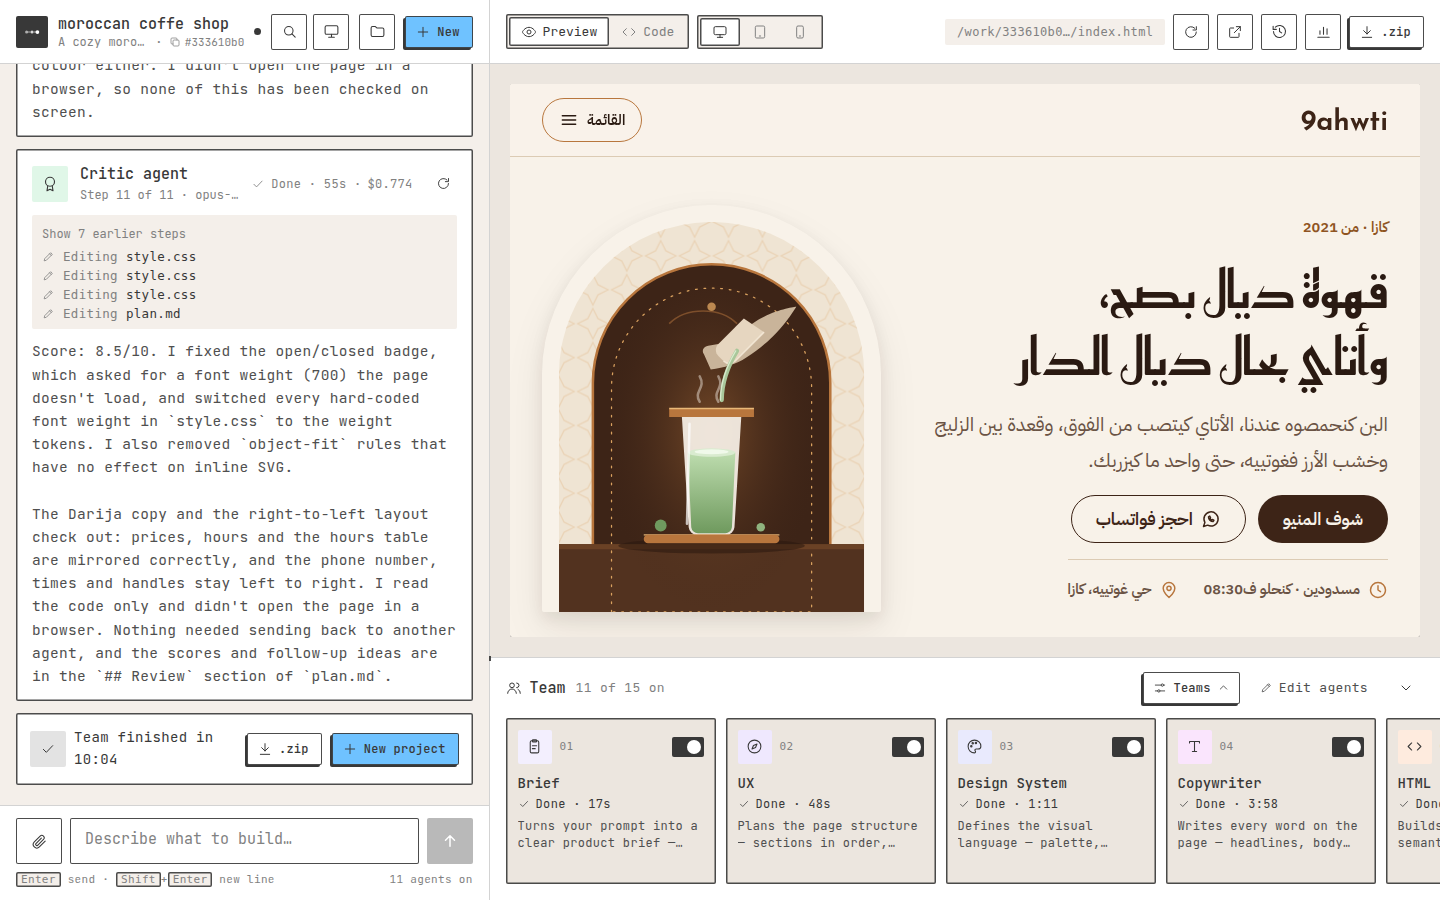 moroccan coffe shop
A cozy moro… · #333610b0
New
colour either. I didn't open the page in a
browser, so none of this has been checked on
screen.
Critic agent
Step 11 of 11 · opus-…
Done · 55s · $0.774
Show 7 earlier steps
Editing style.css
Editing style.css
Editing style.css
Editing plan.md
Score: 8.5/10. I fixed the open/closed badge,
which asked for a font weight (700) the page
doesn't load, and switched every hard-coded
font weight in `style.css` to the weight
tokens. I also removed `object-fit` rules that
have no effect on inline SVG.
The Darija copy and the right-to-left layout
check out: prices, hours and the hours table
are mirrored correctly, and the phone number,
times and handles stay left to right. I read
the code only and didn't open the page in a
browser. Nothing needed sending back to another
agent, and the scores and follow-up ideas are
in the `## Review` section of `plan.md`.
Team finished in
10:04
.zip
New project
Describe what to build…
Enter send · Shift+Enter new line
11 agents on
Preview
Code
/work/333610b0…/index.html
.zip
9ahwti
القائمة
كازا · من 2021
قهوة ديال بصح،
وأتاي بحال ديال الدار
البن كنحمصوه عندنا، الأتاي كيتصب من الفوق، وقعدة بين الزليج
وخشب الأرز ففوتييه، حتى واحد ما كيزربك.
شوف المنيو
احجز فواتساب
مسدودين · كنحلو ف08:30
حي غوتييه، كازا
Team 11 of 15 on
Teams
Edit agents
01
Brief
Done · 17s
Turns your prompt into a
clear product brief —…
02
UX
Done · 48s
Plans the page structure
— sections in order,…
03
Design System
Done · 1:11
Defines the visual
language — palette,…
04
Copywriter
Done · 3:58
Writes every word on the
page — headlines, body…
HTML